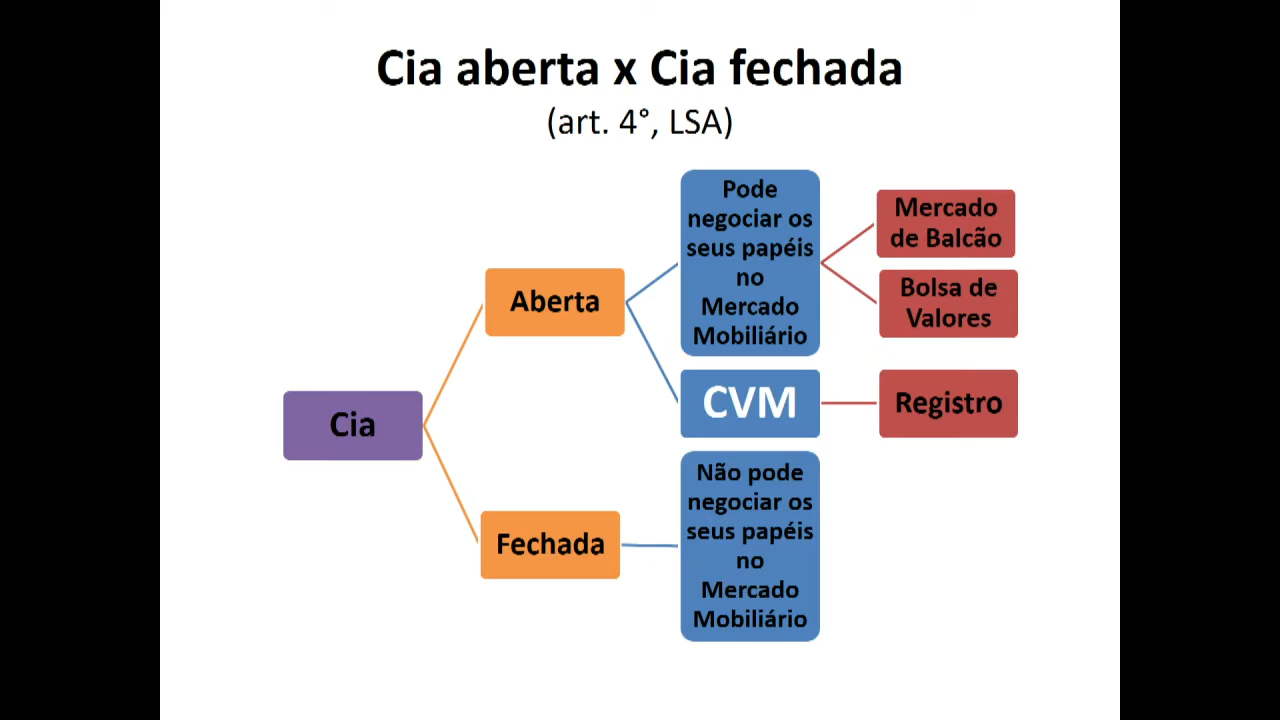 Cia aberta x Cia fechada
(art. 4°, LSA)
Cia
Aberta
Pode
negociar os
seus papéis
no
Mercado
Mobiliário
Mercado
de Balcão
Bolsa de
Valores
CVM
Registro
Fechada
Não pode
negociar os
seus papéis
no
Mercado
Mobiliário